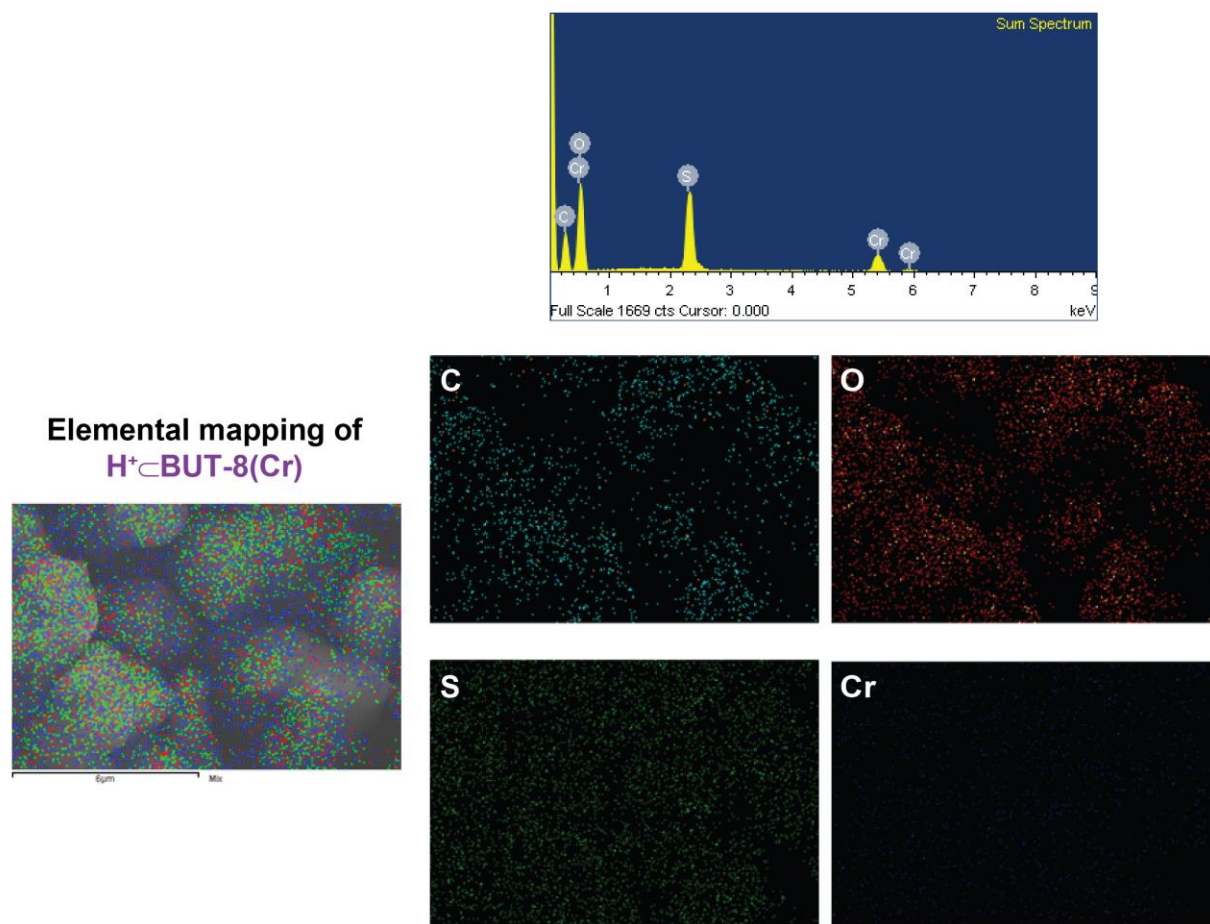 Sum Spectrum
O
Cr
S
C
Cr
Cr
1 2 3 4 5 6 7 8 9
Full Scale 1669 cts Cursor: 0.000 keV
C
O
Elemental mapping of
H⁺⊂BUT-8(Cr)
S
Cr
6µm Mix